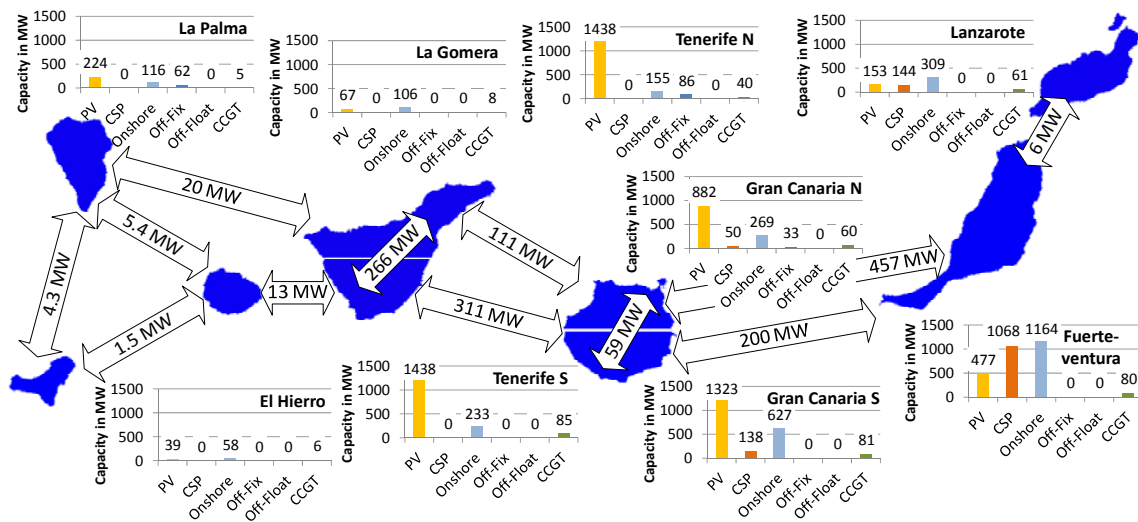 La Palma
Capacity in MW
1500
1000
500
0
224 0 116 62 0 5
PV CSP Onshore Off-Fix Off-Float CCGT
La Gomera
Capacity in MW
1500
1000
500
0
67 0 106 0 0 8
PV CSP Onshore Off-Fix Off-Float CCGT
Tenerife N
Capacity in MW
1500
1000
500
0
1438 0 155 86 0 40
PV CSP Onshore Off-Fix Off-Float CCGT
Lanzarote
Capacity in MW
1500
1000
500
0
153 144 309 0 0 61
PV CSP Onshore Off-Fix Off-Float CCGT
6 MW
Gran Canaria N
Capacity in MW
1500
1000
500
0
882 50 269 33 0 60
PV CSP Onshore Off-Fix Off-Float CCGT
20 MW
5.4 MW
4.3 MW
1.5 MW
13 MW
266 MW
111 MW
311 MW
59 MW
457 MW
200 MW
El Hierro
Capacity in MW
1500
1000
500
0
39 0 58 0 0 6
PV CSP Onshore Off-Fix Off-Float CCGT
Tenerife S
Capacity in MW
1500
1000
500
0
1438 0 233 0 0 85
PV CSP Onshore Off-Fix Off-Float CCGT
Gran Canaria S
Capacity in MW
1500
1000
500
0
1323 138 627 0 0 81
PV CSP Onshore Off-Fix Off-Float CCGT
Fuerte-
ventura
Capacity in MW
1500
1000
500
0
477 1068 1164 0 0 80
PV CSP Onshore Off-Fix Off-Float CCGT